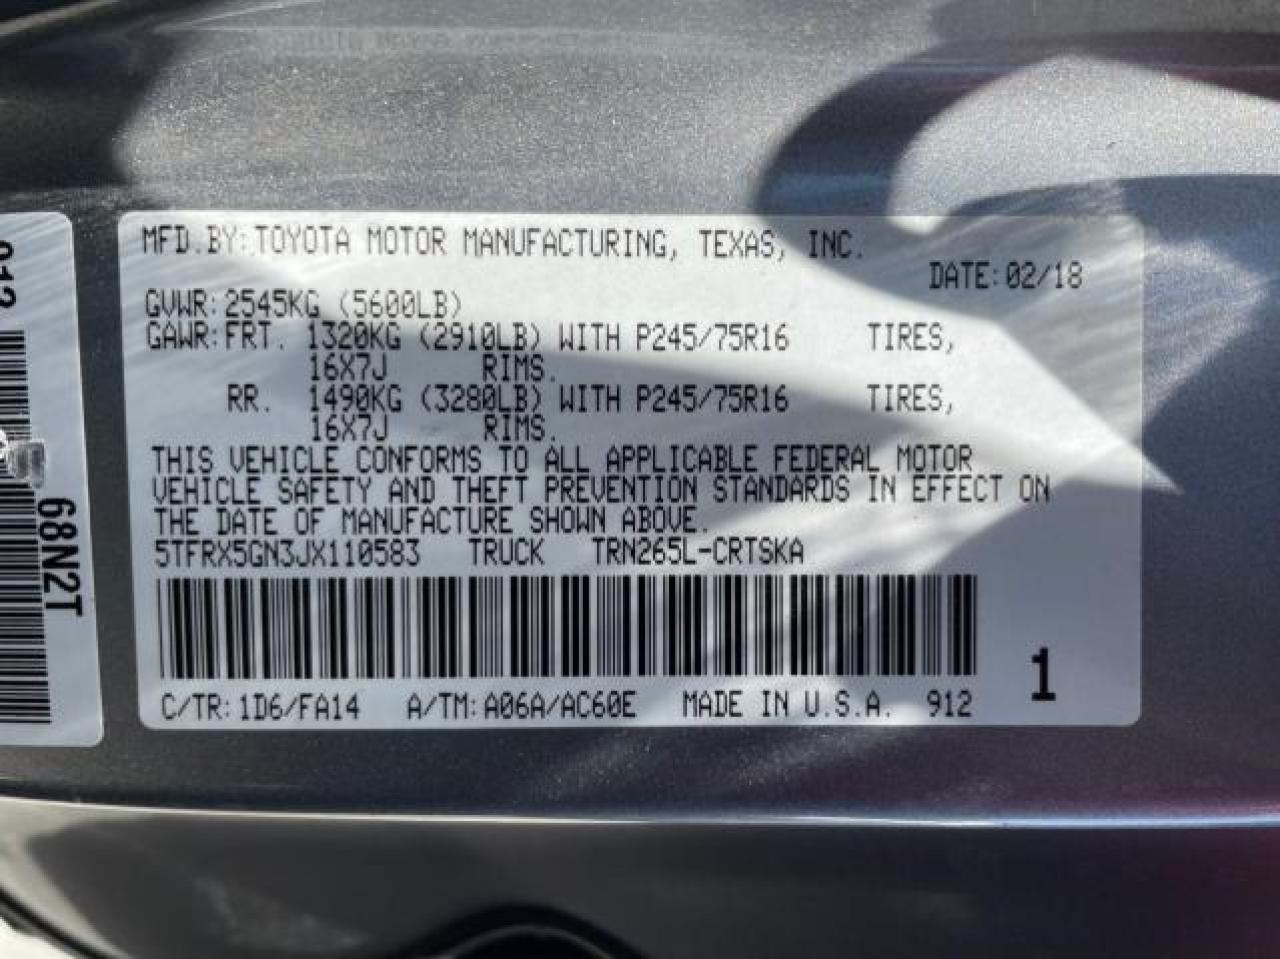 MFD.BY:TOYOTA MOTOR MANUFACTURING, TEXAS, INC.
DATE:02/18
GVWR:2545KG (5600LB)
GAWR:FRT. 1320KG (2910LB) WITH P245/75R16 TIRES,
16X7J RIMS.
RR. 1490KG (3280LB) WITH P245/75R16 TIRES,
16X7J RIMS.
THIS VEHICLE CONFORMS TO ALL APPLICABLE FEDERAL MOTOR
VEHICLE SAFETY AND THEFT PREVENTION STANDARDS IN EFFECT ON
THE DATE OF MANUFACTURE SHOWN ABOVE.
5TFRX5GN3JX110583 TRUCK TRN265L-CRTSKA
C/TR:1D6/FA14 A/TM:A06A/AC60E MADE IN U.S.A. 912
1
68N2T